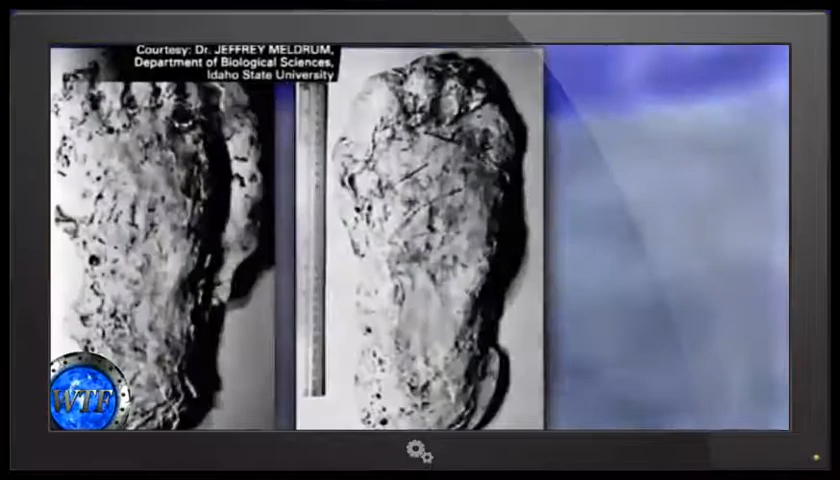 Courtesy: Dr. JEFFREY MELDRUM,
Department of Biological Sciences,
Idaho State University
WTF